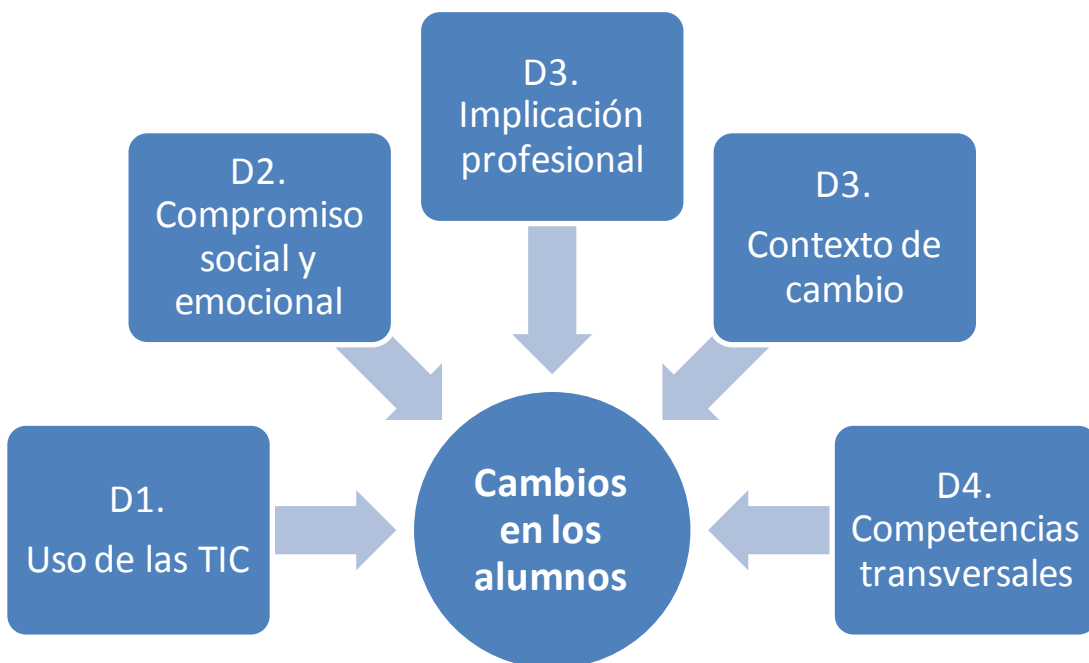 D1.
Uso de las TIC
D2.
Compromiso
social y
emocional
D3.
Implicación
profesional
D3.
Contexto de
cambio
D4.
Competencias
transversales
Cambios
en los
alumnos